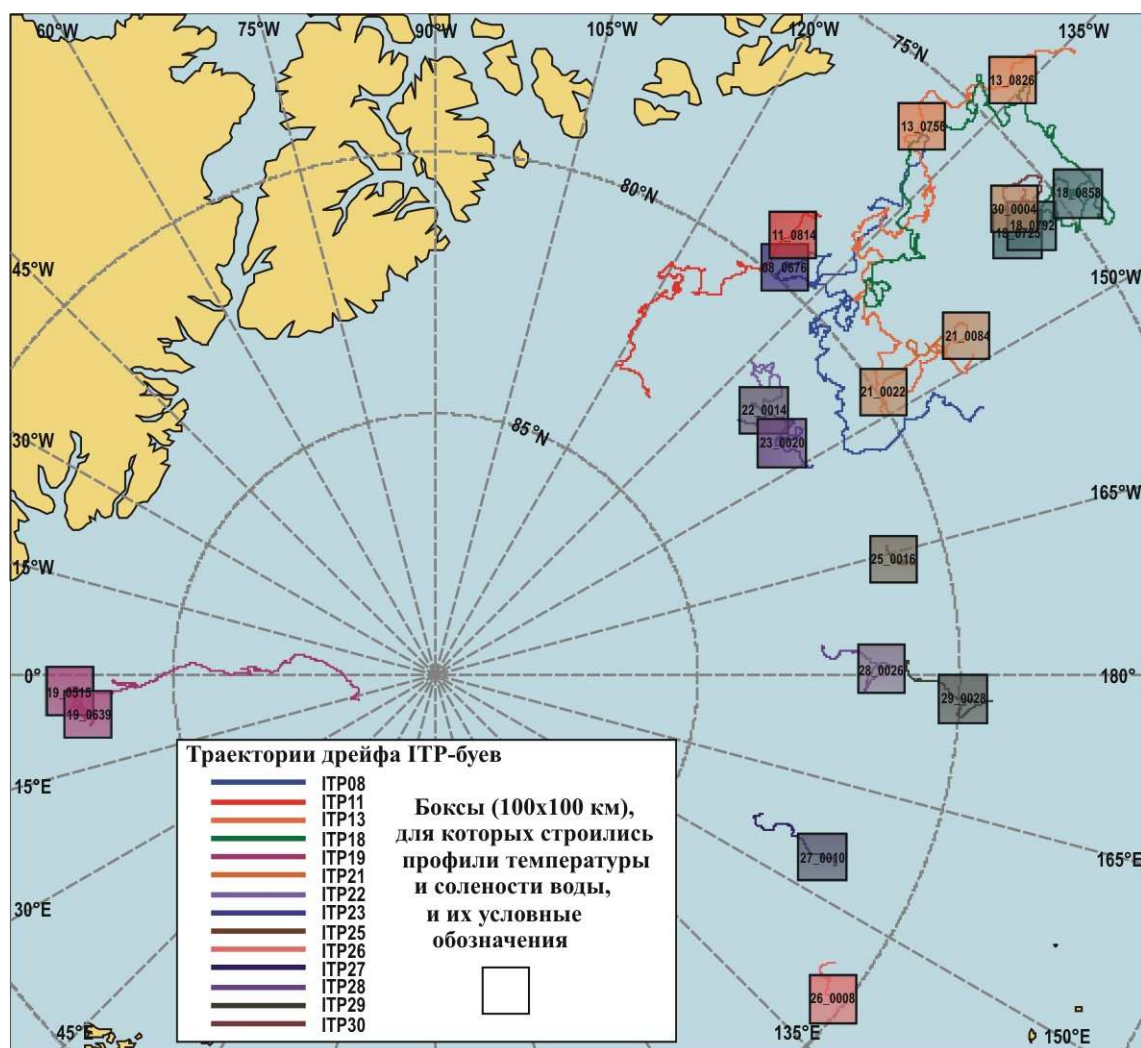 60°W
75°W
90°W
105°W
120°W
75°N
135°W
13_0826
13_0756
80°N
18_0858
30_0004
18_0792
18_0725
11_0814
08_0676
45°W
150°W
21_0084
21_0022
22_0014
23_0020
85°N
30°W
165°W
15°W
25_0016
0°
19_0515
19_0639
28_0026
29_0028
180°
15°E
27_0010
165°E
30°E
26_0008
45°E
135°E
150°E
Траектории дрейфа ITP-буев
ITP08
ITP11
ITP13
ITP18
ITP19
ITP21
ITP22
ITP23
ITP25
ITP26
ITP27
ITP28
ITP29
ITP30
Боксы (100x100 км),
для которых строились
профили температуры
и солености воды,
и их условные
обозначения